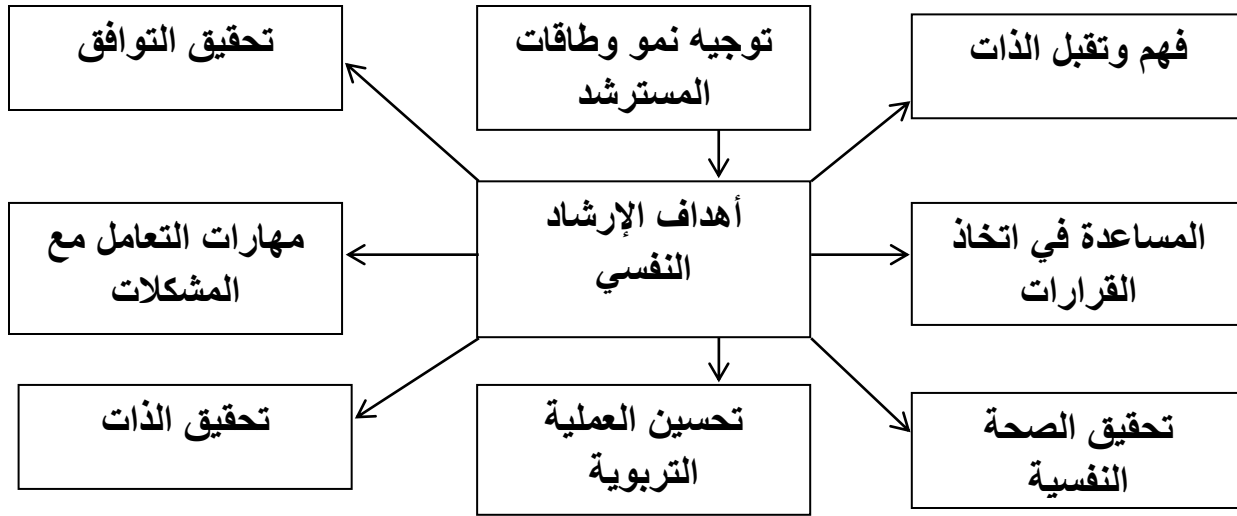 فهم وتقبل الذات
توجيه نمو وطاقات
المسترشد
تحقيق التوافق
المساعدة في اتخاذ
القرارات
أهداف الإرشاد
النفسي
مهارات التعامل مع
المشكلات
تحقيق الصحة
النفسية
تحسين العملية
التربوية
تحقيق الذات